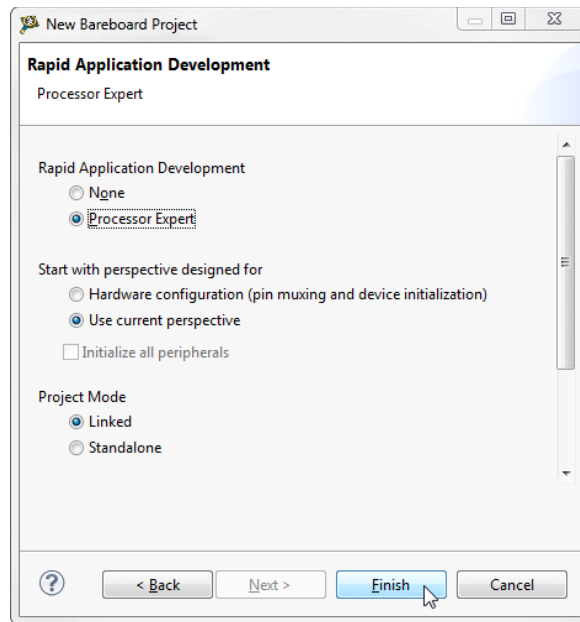 New Bareboard Project
Rapid Application Development
Processor Expert
Rapid Application Development
None
Processor Expert
Start with perspective designed for
Hardware configuration (pin muxing and device initialization)
Use current perspective
Initialize all peripherals
Project Mode
Linked
Standalone
? < Back Next > Finish Cancel